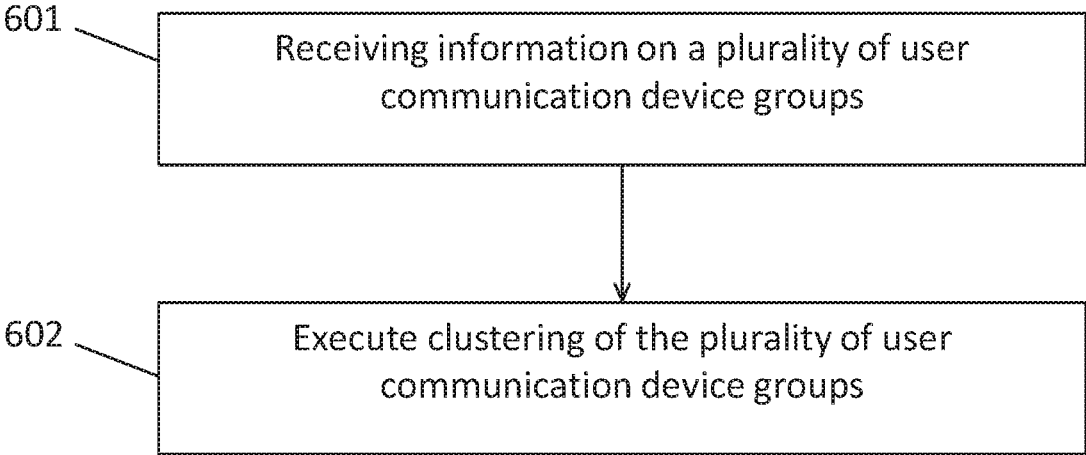 601
Receiving information on a plurality of user
communication device groups
602
Execute clustering of the plurality of user
communication device groups